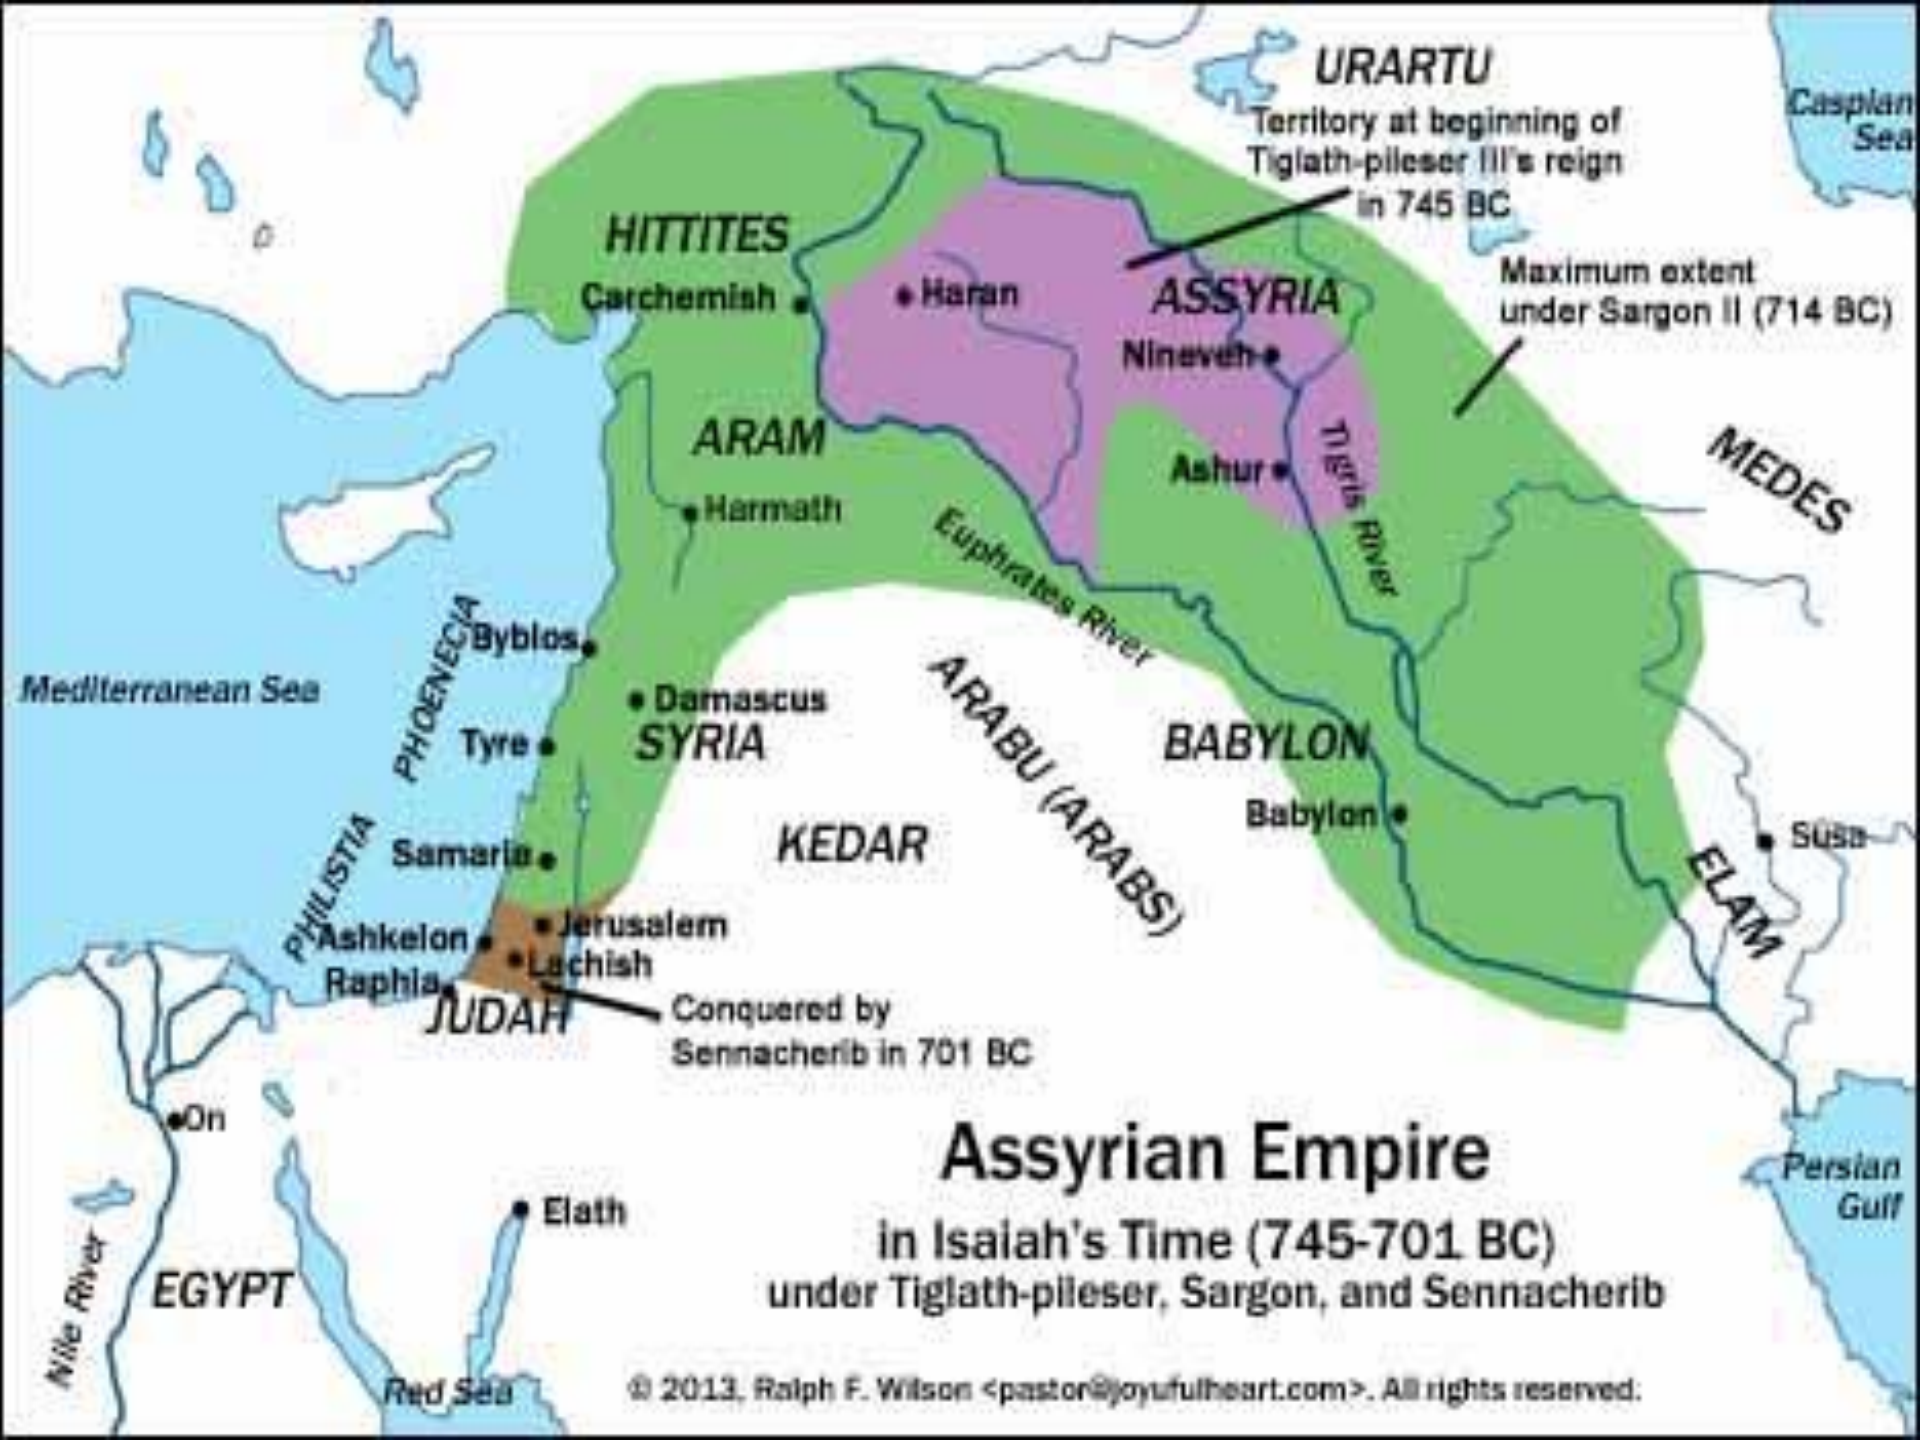 URARTU
Territory at beginning of
Tiglath-pileser III's reign
in 745 BC
Caspian
Sea
HITTITES
Carchemish
Haran
ASSYRIA
Maximum extent
under Sargon II (714 BC)
Nineveh
ARAM
Ashur
Tigris River
MEDES
Harmath
Euphrates River
PHOENECIA
Byblos
Mediterranean Sea
Damascus
SYRIA
Tyre
ARABU (ARABS)
BABYLON
Babylon
KEDAR
Susa
ELAM
Samaria
PHILISTIA
Jerusalem
Ashkelon
Lachish
Raphia
JUDAH
Conquered by
Sennacherib in 701 BC
On
Assyrian Empire
in Isaiah's Time (745-701 BC)
under Tiglath-pileser, Sargon, and Sennacherib
Persian
Gulf
Elath
Nile River
EGYPT
Red Sea
© 2013, Ralph F. Wilson <pastor@joyufulheart.com>. All rights reserved.